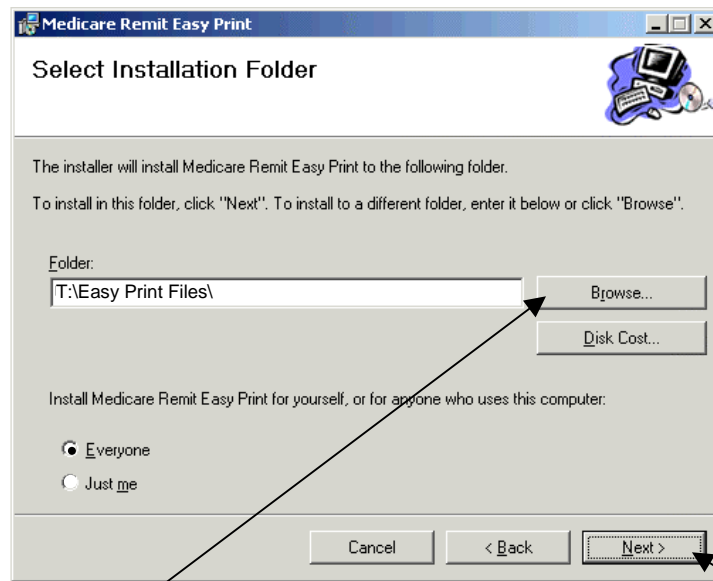 Medicare Remit Easy Print
Select Installation Folder
The installer will install Medicare Remit Easy Print to the following folder.
To install in this folder, click "Next". To install to a different folder, enter it below or click "Browse".
Folder:
T:\Easy Print Files\
Browse...
Disk Cost...
Install Medicare Remit Easy Print for yourself, or for anyone who uses this computer:
Everyone
Just me
Cancel
< Back
Next >